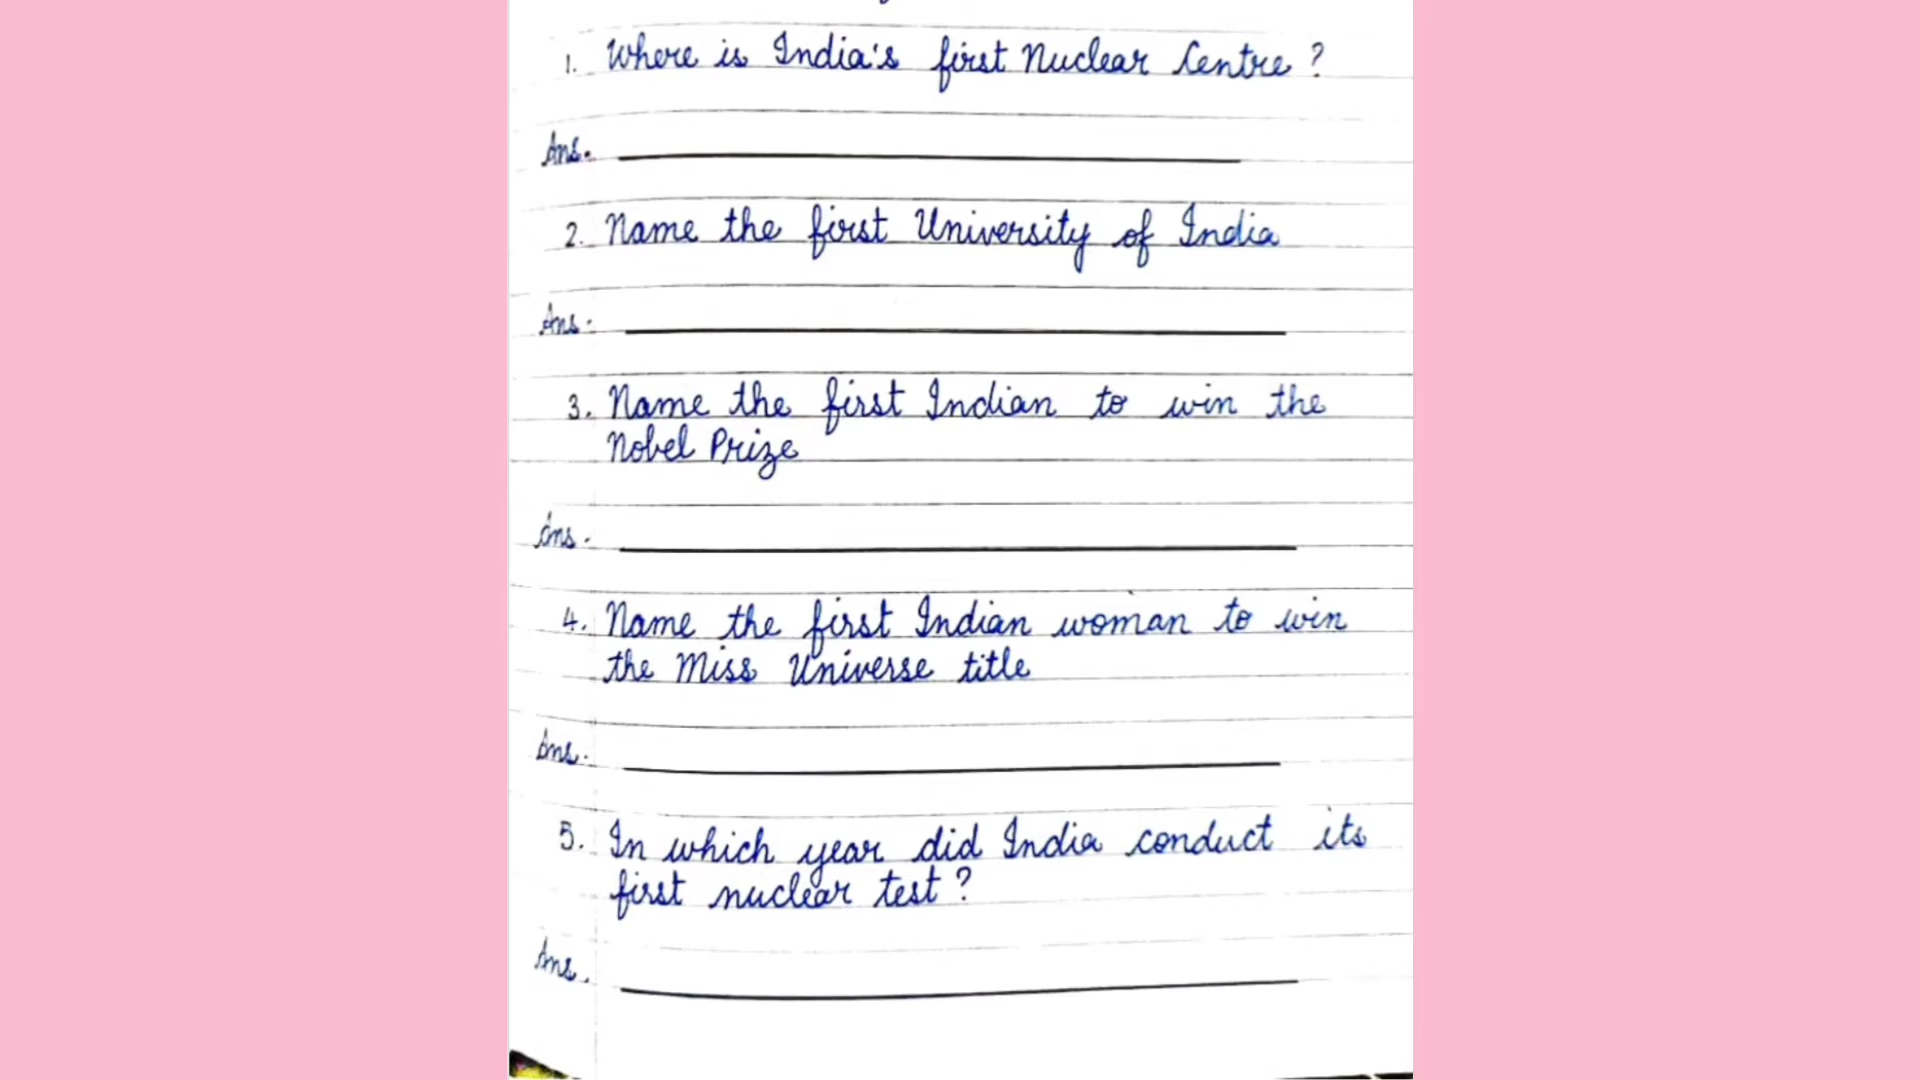 1. Where is India's first Nuclear Centre ?
Ans.
2. Name the first University of India
Ans.
3. Name the first Indian to win the
Nobel Prize
Ans.
4. Name the first Indian woman to win
the Miss Universe title
Ans.
5. In which year did India conduct its
first nuclear test ?
Ans.